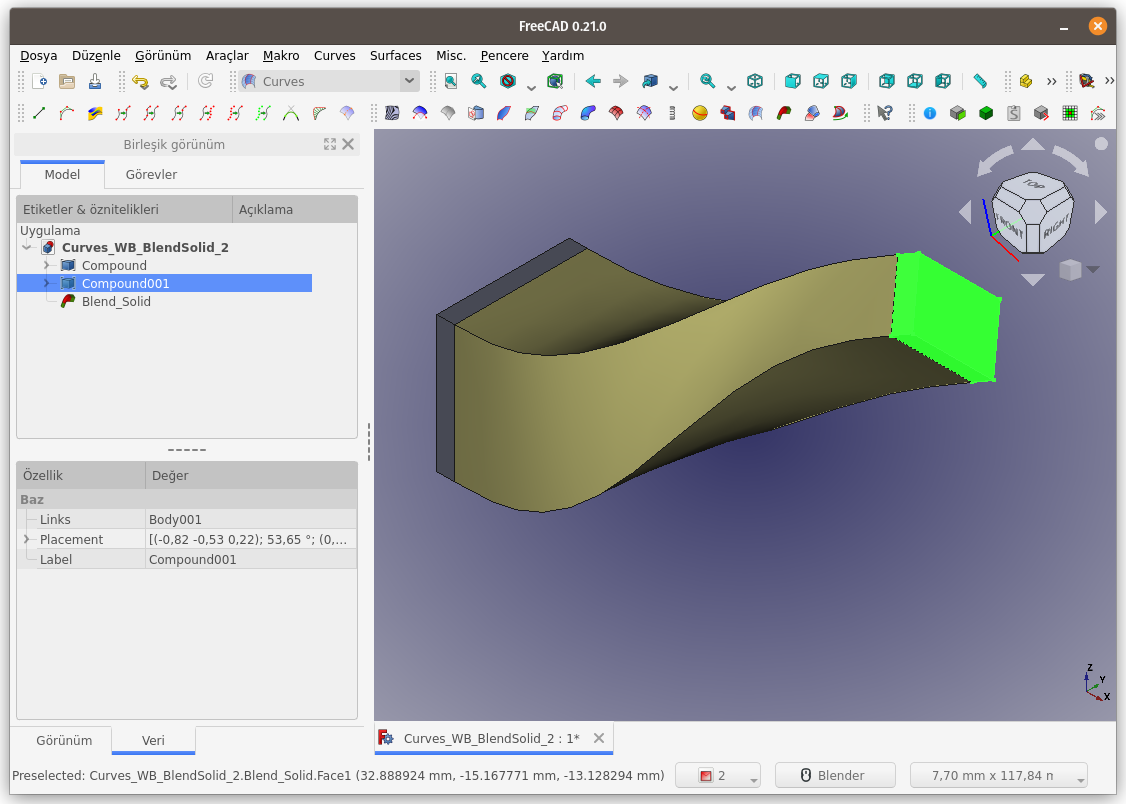 FreeCAD 0.21.0
Dosya Düzenle Görünüm Araçlar Makro Curves Surfaces Misc. Pencere Yardım
Curves
Birleşik görünüm
Model Görevler
Etiketler & öznitelikleri Açıklama
Uygulama
Curves_WB_BlendSolid_2
Compound
Compound001
Blend_Solid
Özellik Değer
Baz
Links Body001
Placement [(-0,82 -0,53 0,22); 53,65 °; (0,...
Label Compound001
Görünüm Veri
TOP
FRONT
RIGHT
Z
Y
X
Curves_WB_BlendSolid_2 : 1*
Preselected: Curves_WB_BlendSolid_2.Blend_Solid.Face1 (32.888924 mm, -15.167771 mm, -13.128294 mm) 2 Blender 7,70 mm x 117,84 n